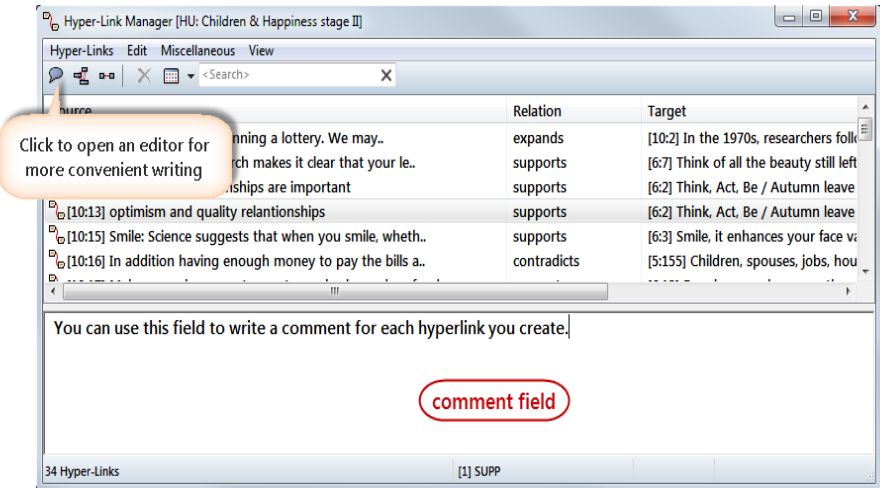 Hyper-Link Manager [HU: Children & Happiness stage II]
Hyper-Links Edit Miscellaneous View
<Search>
Relation Target
nning a lottery. We may.. expands [10:2] In the 1970s, researchers follo
Click to open an editor for
more convenient writing
rch makes it clear that your le.. supports [6:7] Think of all the beauty still left
nships are important supports [6:2] Think, Act, Be / Autumn leave
[10:13] optimism and quality relantionships supports [6:2] Think, Act, Be / Autumn leave
[10:15] Smile: Science suggests that when you smile, wheth.. supports [6:3] Smile, it enhances your face va
[10:16] In addition having enough money to pay the bills a.. contradicts [5:155] Children, spouses, jobs, hou
You can use this field to write a comment for each hyperlink you create.
comment field
34 Hyper-Links [1] SUPP